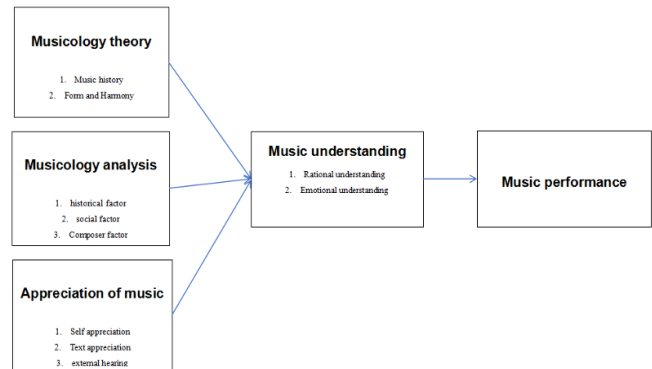 Musicology theory
1. Music history
2. Form and Harmony
Musicology analysis
1. historical factor
2. social factor
3. Composer factor
Appreciation of music
1. Self appreciation
2. Text appreciation
3. external hearing
Music understanding
1. Rational understanding
2. Emotional understanding
Music performance